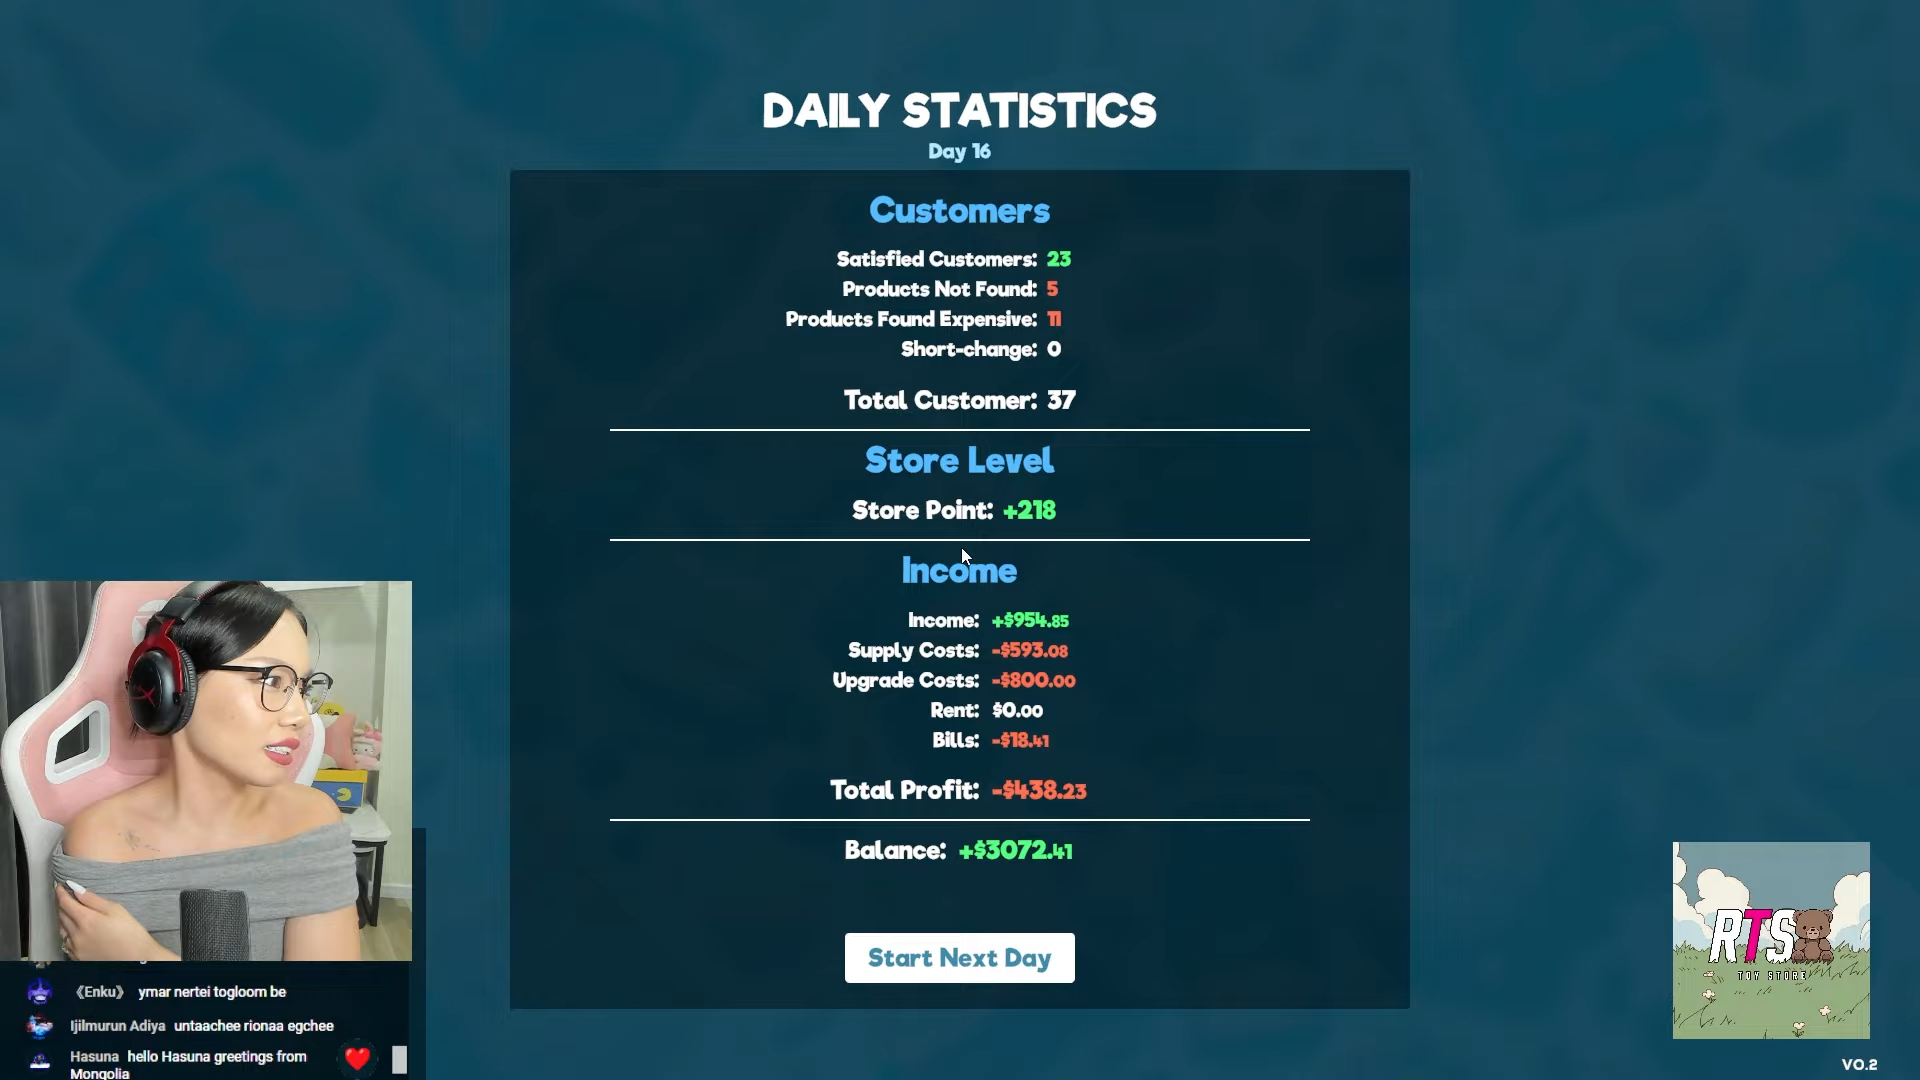 DAILY STATISTICS
Day 16
Customers
Satisfied Customers: 23
Products Not Found: 5
Products Found Expensive: 11
Short-change: 0
Total Customer: 37
Store Level
Store Point: +218
Income
Income: +$954.85
Supply Costs: -$593.08
Upgrade Costs: -$800.00
Rent: $0.00
Bills: -$18.41
Total Profit: -$438.23
Balance: +$3072.41
Start Next Day
《Enku》 ymar nertei togloom be
Ijilmurun Adiya untaachee rionaa egchee
Hasuna hello Hasuna greetings from
Mongolia
RTS
TOY STORE
V0.2